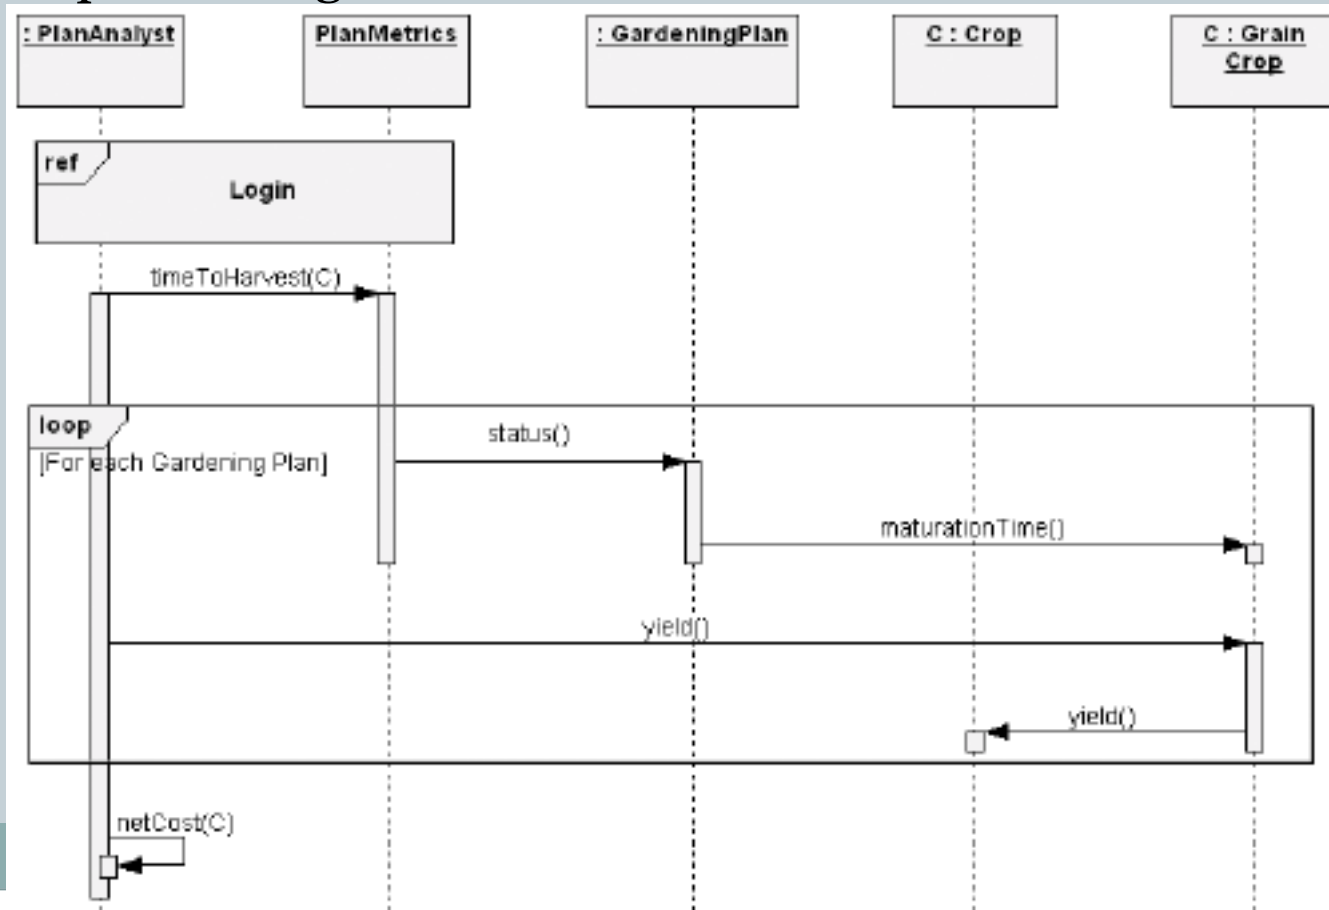 : PlanAnalyst
PlanMetrics
: GardeningPlan
C : Crop
C : Grain
Crop
ref
Login
timeToHarvest(C)
loop
status()
[For each Gardening Plan]
maturationTime()
yield()
yield()
netCost(C)